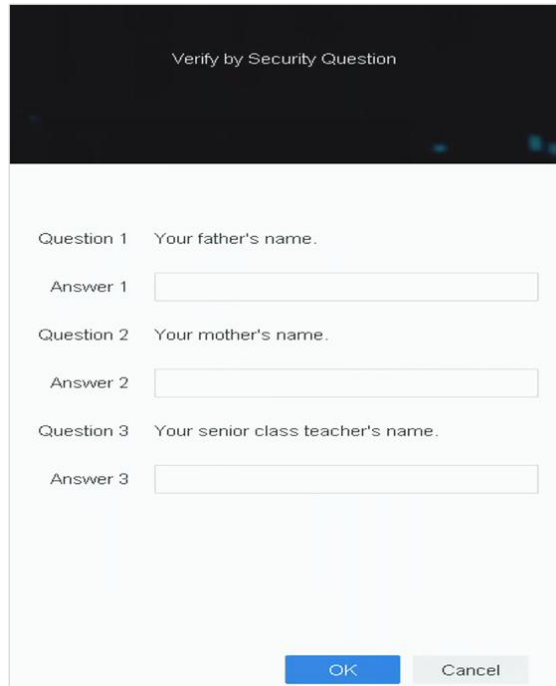 Verify by Security Question
Question 1 Your father's name.
Answer 1
Question 2 Your mother's name.
Answer 2
Question 3 Your senior class teacher's name.
Answer 3
OK Cancel